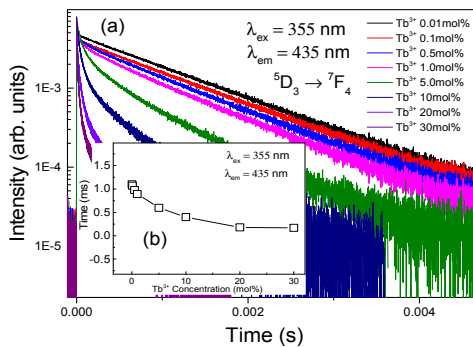 (a)
λex = 355 nm
λem = 435 nm
⁵D₃ → ⁷F₄
Tb³⁺ 0.01mol%
Tb³⁺ 0.1mol%
Tb³⁺ 0.5mol%
Tb³⁺ 1.0mol%
Tb³⁺ 5.0mol%
Tb³⁺ 10mol%
Tb³⁺ 20mol%
Tb³⁺ 30mol%
Intensity (arb. units)
1E-3
1E-4
1E-5
0.000
0.002
0.004
Time (s)
(b)
λex = 355 nm
λem = 435 nm
Time (ms)
1.5
1.0
0.5
0.0
-0.5
0
10
20
30
Tb³⁺ Concentration (mol%)